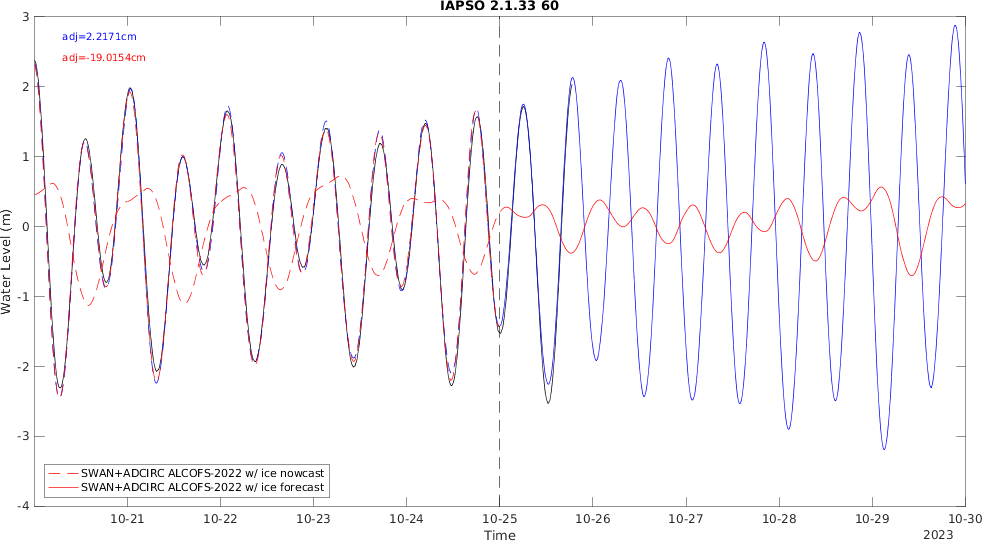 IAPSO 2.1.33 60
3
adj=2.2171cm
adj=-19.0154cm
2
1
0
Water Level (m)
-1
-2
-3
SWAN+ADCIRC ALCOFS-2022 w/ ice nowcast
SWAN+ADCIRC ALCOFS-2022 w/ ice forecast
-4
10-21 10-22 10-23 10-24 10-25 10-26 10-27 10-28 10-29 10-30
Time
2023